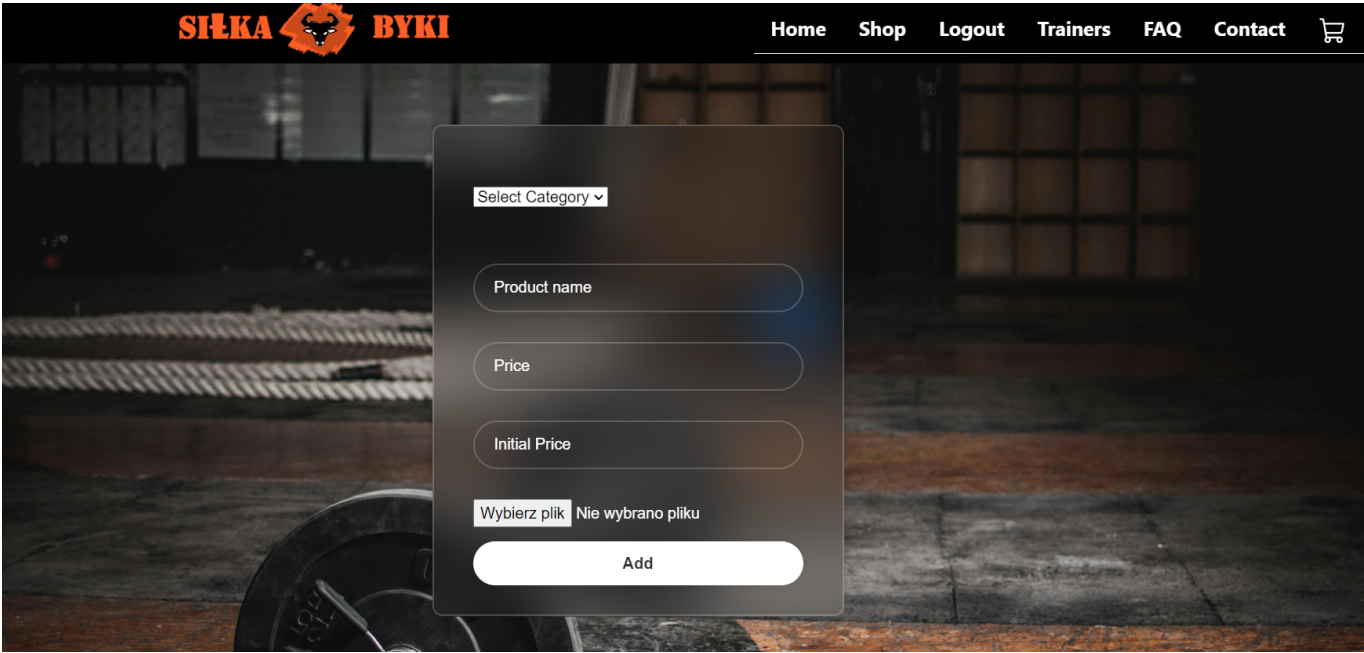 SIŁKA BYKI
Home Shop Logout Trainers FAQ Contact
Select Category
Product name
Price
Initial Price
Wybierz plik Nie wybrano pliku
Add